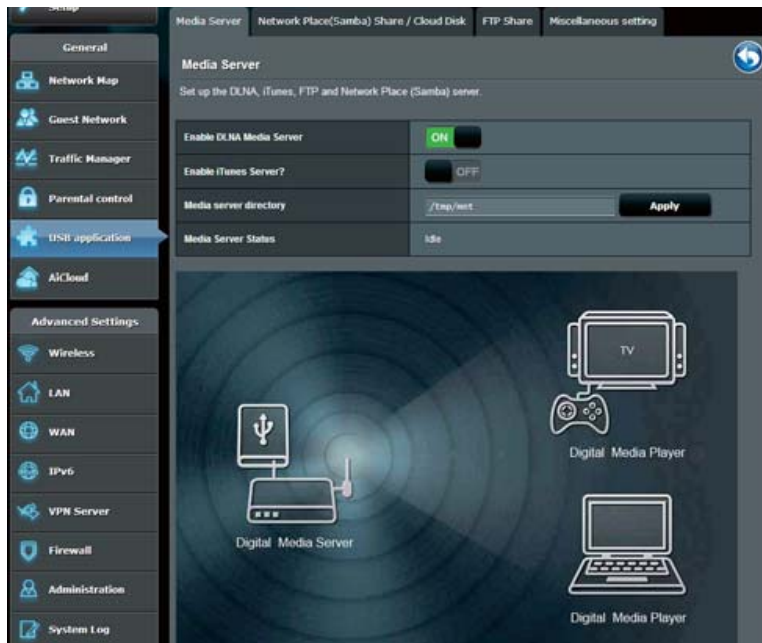 Setup
Media Server
Network Place(Samba) Share / Cloud Disk
FTP Share
Miscellaneous setting
General
Network Map
Guest Network
Traffic Manager
Parental control
USB application
AiCloud
Advanced Settings
Wireless
LAN
WAN
IPv6
VPN Server
Firewall
Administration
System Log
Media Server
Set up the DLNA, iTunes, FTP and Network Place (Samba) server.
Enable DLNA Media Server
ON
Enable iTunes Server?
OFF
Media server directory
/tmp/mnt
Apply
Media Server Status
Idle
TV
Digital Media Player
Digital Media Server
Digital Media Player